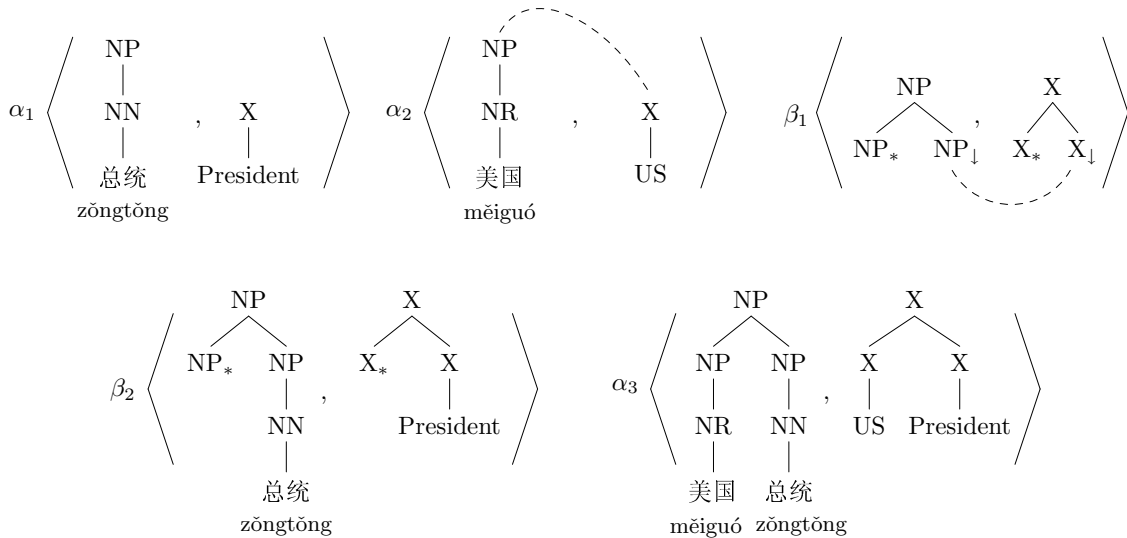 NP
α₁ NN , X
总统 President
zǒngtǒng
NP
α₂ NR , X
美国 US
měiguó
NP X
β₁ ,
NP∗ NP↓ X∗ X↓
NP X
NP∗ NP X∗ X
β₂ ,
NN President
总统
zǒngtǒng
NP X
NP NP X X
α₃ ,
NR NN US President
美国 总统
měiguó zǒngtǒng